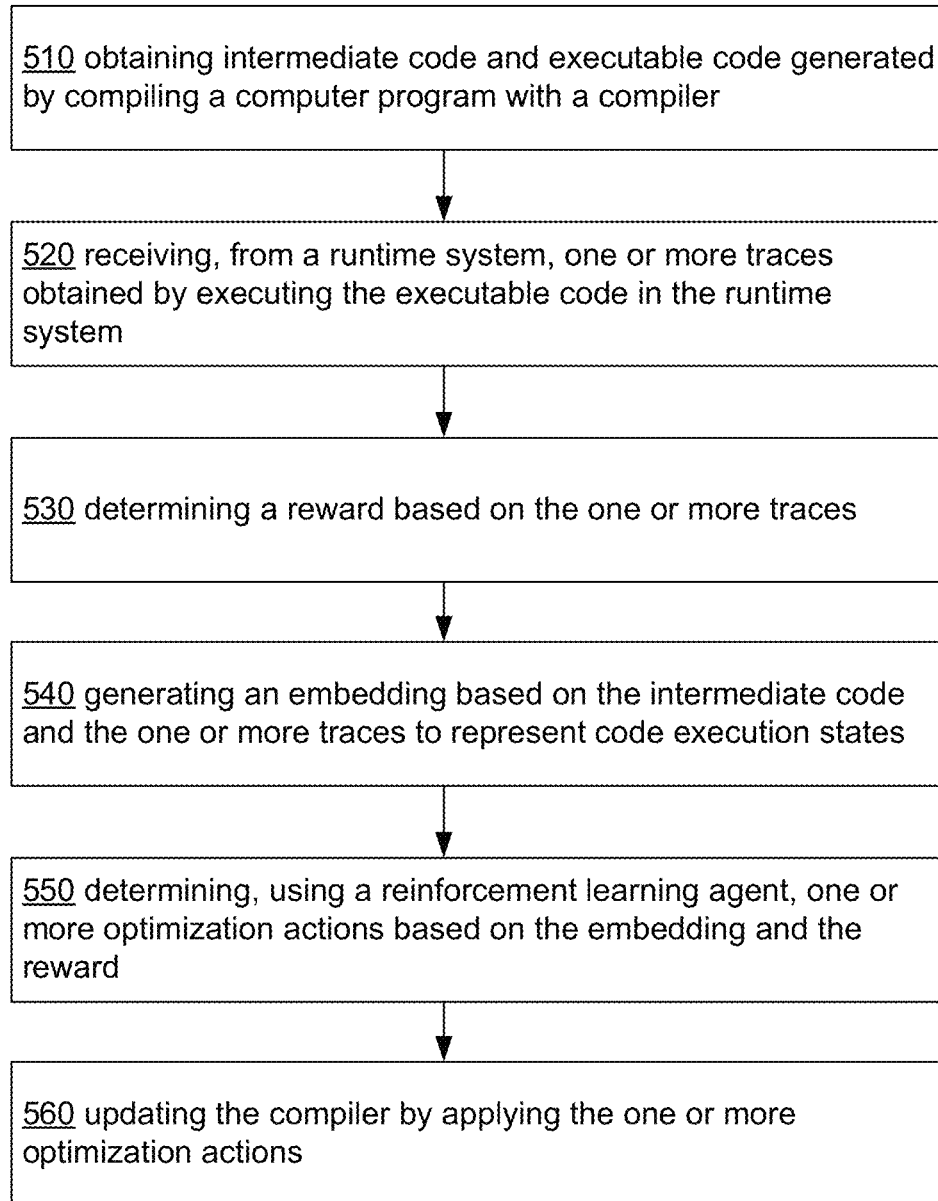 510 obtaining intermediate code and executable code generated
by compiling a computer program with a compiler
520 receiving, from a runtime system, one or more traces
obtained by executing the executable code in the runtime
system
530 determining a reward based on the one or more traces
540 generating an embedding based on the intermediate code
and the one or more traces to represent code execution states
550 determining, using a reinforcement learning agent, one or
more optimization actions based on the embedding and the
reward
560 updating the compiler by applying the one or more
optimization actions